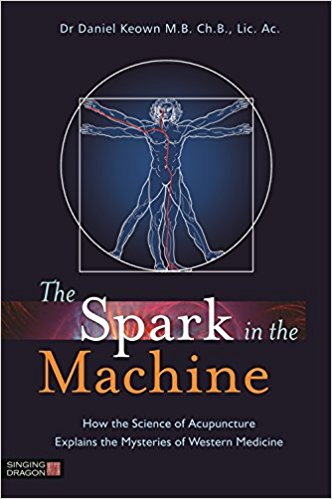 Dr Daniel Keown M.B. Ch.B., Lic. Ac.
The
Spark in the
Machine
How the Science of Acupuncture
Explains the Mysteries of Western Medicine
SINGING
DRAGON